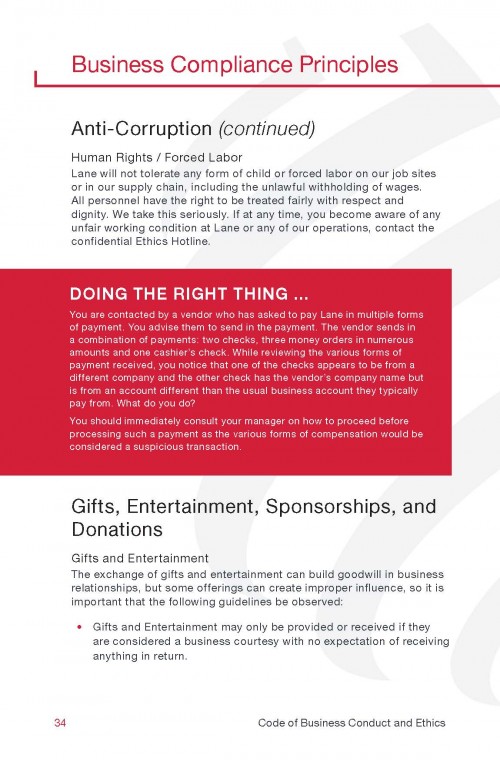 Business Compliance Principles
Anti-Corruption (continued)
Human Rights / Forced Labor
Lane will not tolerate any form of child or forced labor on our job sites
or in our supply chain, including the unlawful withholding of wages.
All personnel have the right to be treated fairly with respect and
dignity. We take this seriously. If at any time, you become aware of any
unfair working condition at Lane or any of our operations, contact the
confidential Ethics Hotline.
DOING THE RIGHT THING ...
You are contacted by a vendor who has asked to pay Lane in multiple forms
of payment. You advise them to send in the payment. The vendor sends in
a combination of payments: two checks, three money orders in numerous
amounts and one cashier's check. While reviewing the various forms of
payment received, you notice that one of the checks appears to be from a
different company and the other check has the vendor's company name but
is from an account different than the usual business account they typically
pay from. What do you do?
You should immediately consult your manager on how to proceed before
processing such a payment as the various forms of compensation would be
considered a suspicious transaction.
Gifts, Entertainment, Sponsorships, and
Donations
Gifts and Entertainment
The exchange of gifts and entertainment can build goodwill in business
relationships, but some offerings can create improper influence, so it is
important that the following guidelines be observed:
• Gifts and Entertainment may only be provided or received if they
are considered a business courtesy with no expectation of receiving
anything in return.
34
Code of Business Conduct and Ethics